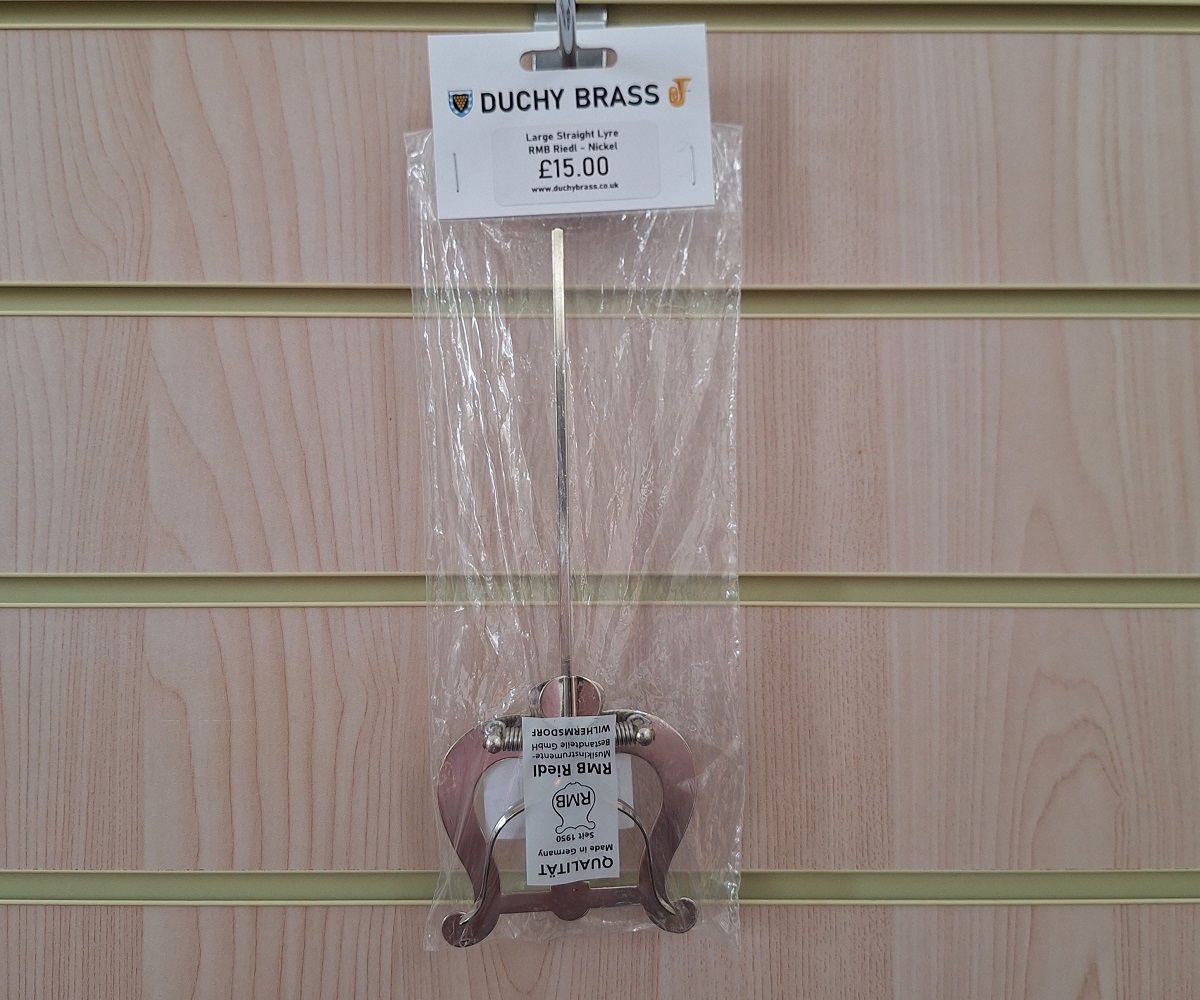 DUCHY BRASS
Large Straight Lyre
RMB Riedl - Nickel
£15.00
www.duchybrass.co.uk
QUALITÄT
Made in Germany
Seit 1950
RMB
RMB Riedl
Musikinstrumente-
Bestandteile GmbH
WILHERMSDORF